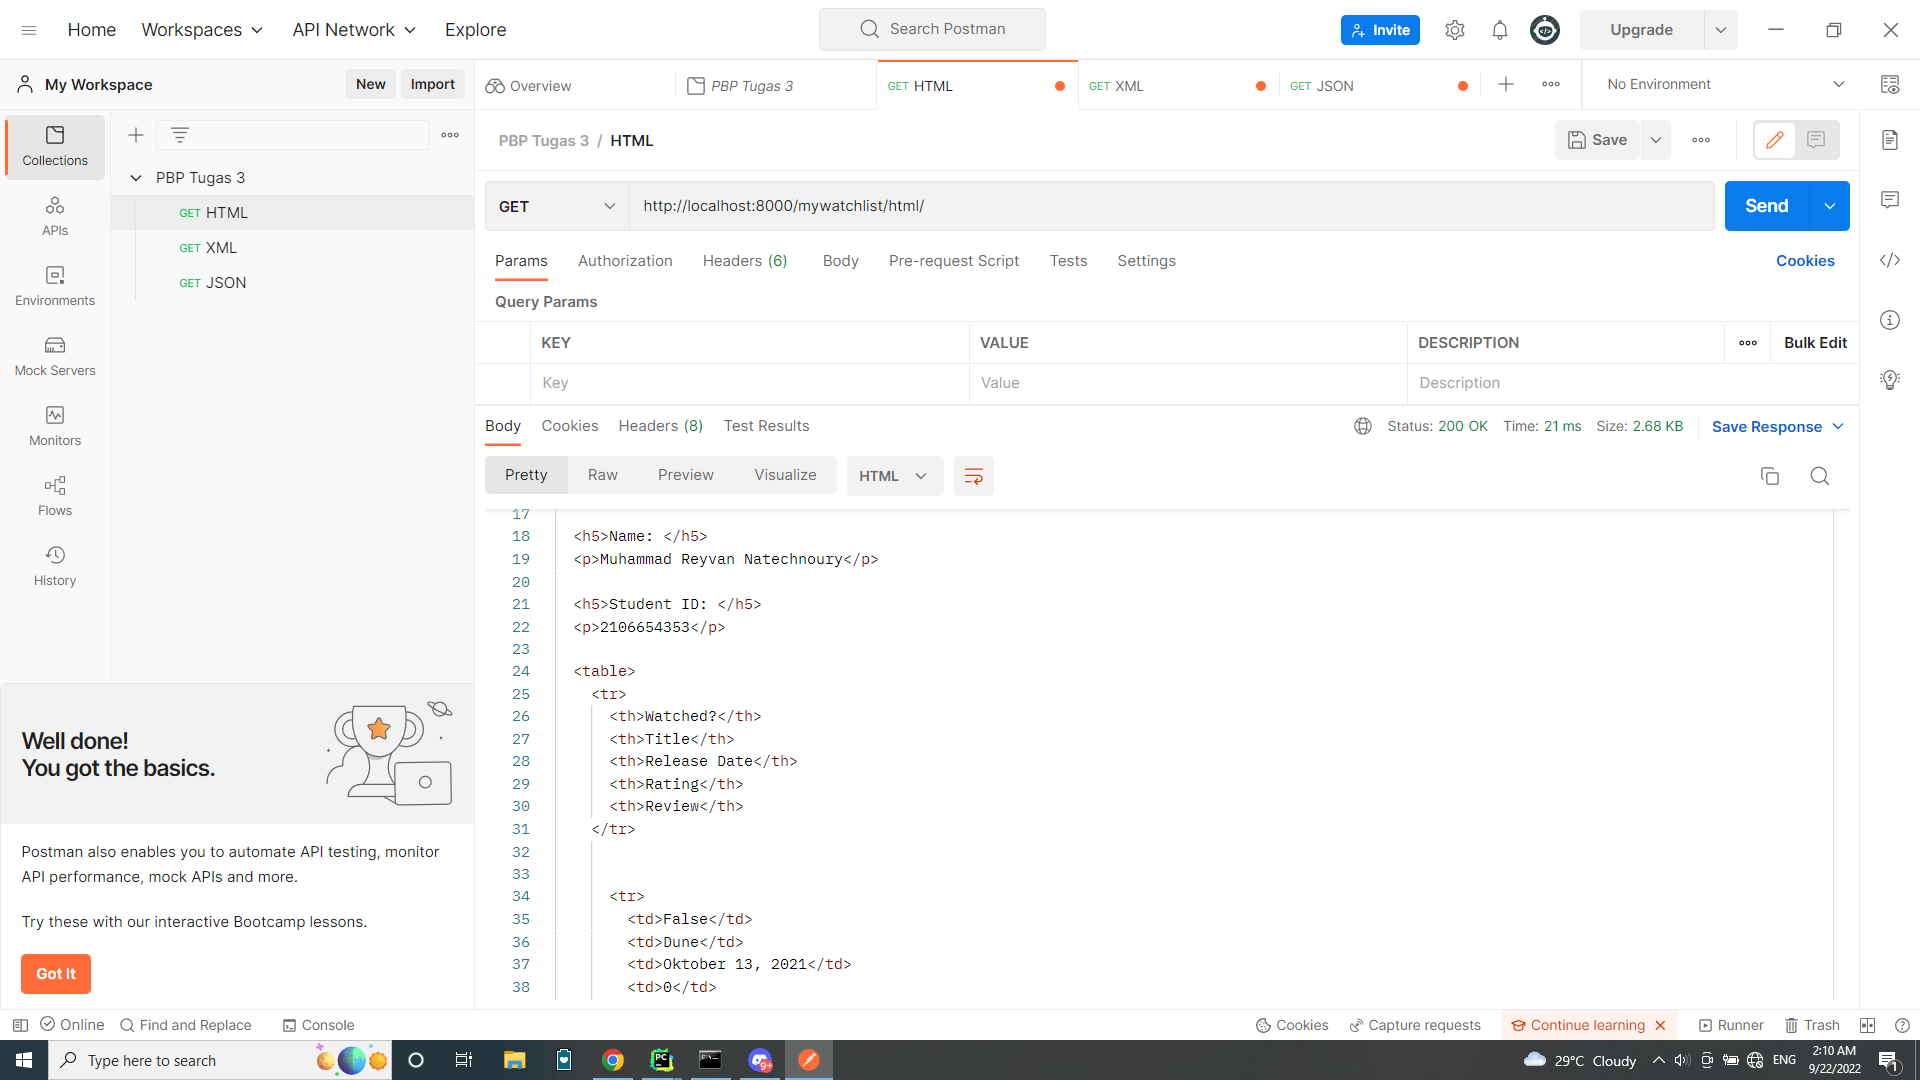 Home Workspaces API Network Explore Search Postman Invite Upgrade
My Workspace New Import Overview PBP Tugas 3 GET HTML GET XML GET JSON No Environment
Collections
APIs
Environments
Mock Servers
Monitors
Flows
History
PBP Tugas 3
GET HTML
GET XML
GET JSON
Well done!
You got the basics.
Postman also enables you to automate API testing, monitor
API performance, mock APIs and more.
Try these with our interactive Bootcamp lessons.
Got It
PBP Tugas 3 / HTML Save
GET http://localhost:8000/mywatchlist/html/ Send
Params Authorization Headers (6) Body Pre-request Script Tests Settings Cookies
Query Params
KEY VALUE DESCRIPTION Bulk Edit
Key Value Description
Body Cookies Headers (8) Test Results Status: 200 OK Time: 21 ms Size: 2.68 KB Save Response
Pretty Raw Preview Visualize HTML
17
18 <h5>Name: </h5>
19 <p>Muhammad Reyvan Natechnoury</p>
20
21 <h5>Student ID: </h5>
22 <p>2106654353</p>
23
24 <table>
25 <tr>
26 <th>Watched?</th>
27 <th>Title</th>
28 <th>Release Date</th>
29 <th>Rating</th>
30 <th>Review</th>
31 </tr>
32
33
34 <tr>
35 <td>False</td>
36 <td>Dune</td>
37 <td>Oktober 13, 2021</td>
38 <td>0</td>
Online Find and Replace Console Cookies Capture requests Continue learning Runner Trash
Type here to search PC 9+ 29°C Cloudy ENG 2:10 AM 1
9/22/2022